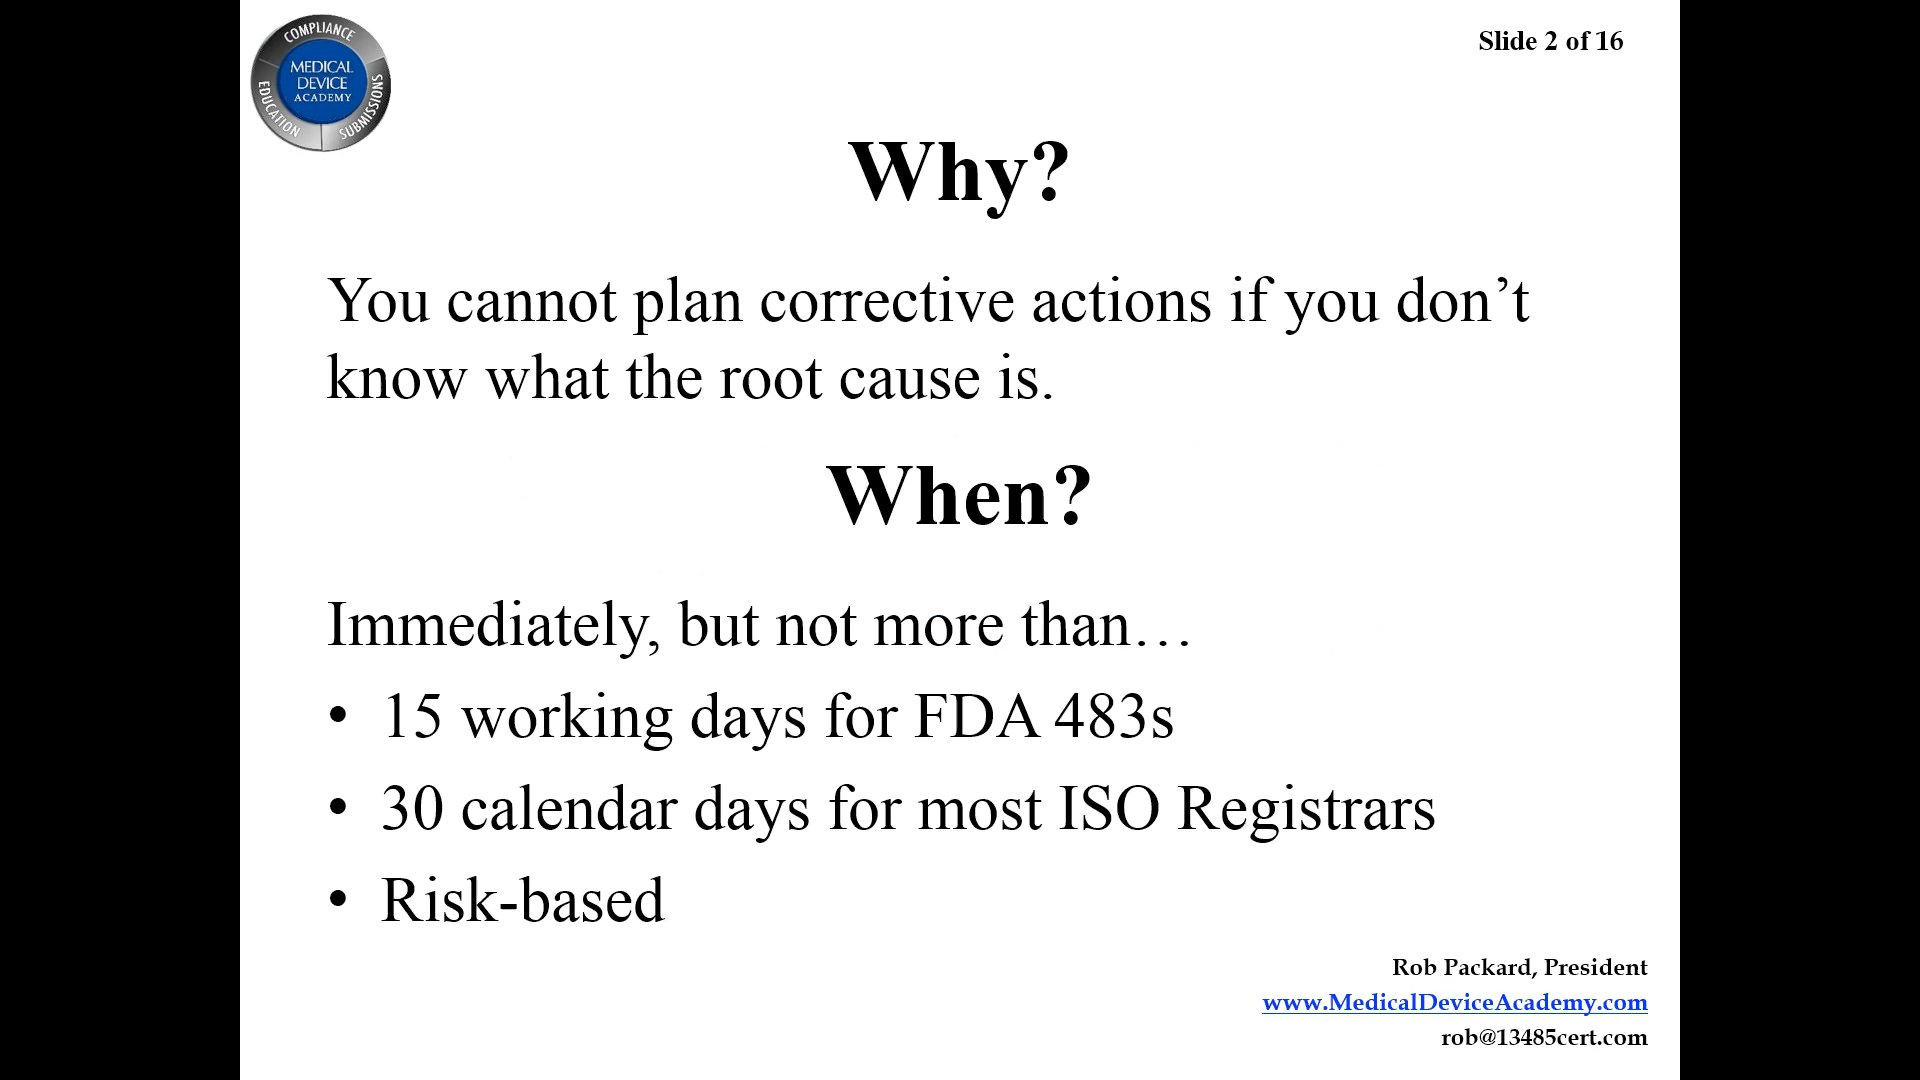 COMPLIANCE
MEDICAL
DEVICE
ACADEMY
EDUCATION
SUBMISSIONS
Slide 2 of 16
Why?
You cannot plan corrective actions if you don’t
know what the root cause is.
When?
Immediately, but not more than…
• 15 working days for FDA 483s
• 30 calendar days for most ISO Registrars
• Risk-based
Rob Packard, President
www.MedicalDeviceAcademy.com
rob@13485cert.com